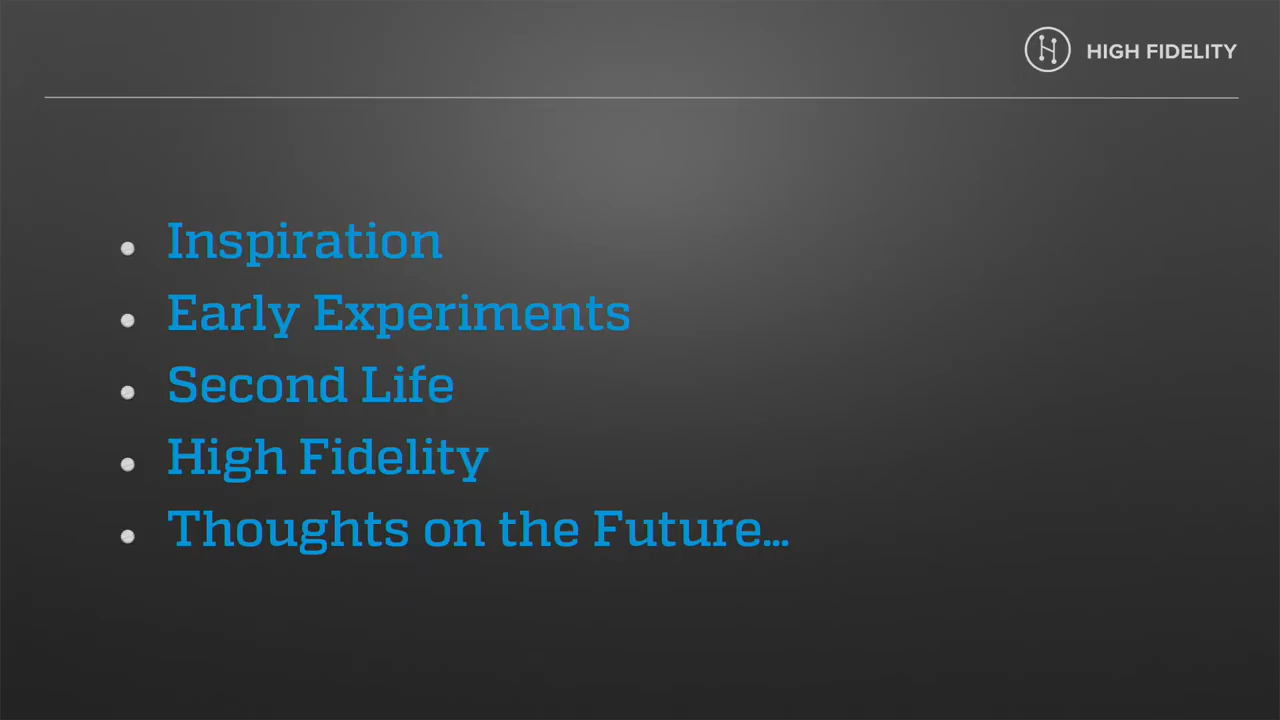 HIGH FIDELITY
Inspiration
Early Experiments
Second Life
High Fidelity
Thoughts on the Future...